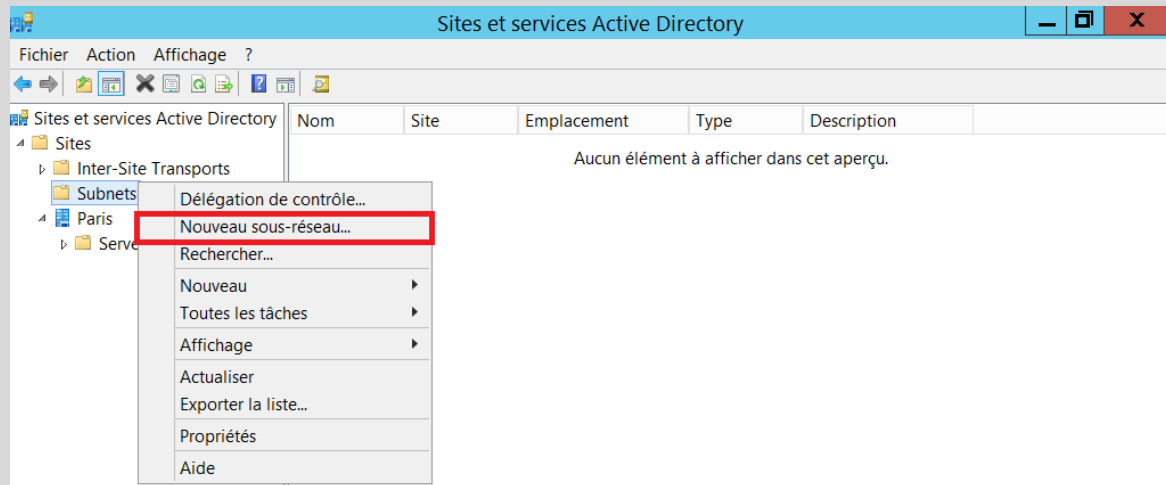 Sites et services Active Directory
Fichier Action Affichage ?
Sites et services Active Directory Nom Site Emplacement Type Description
Sites
Aucun élément à afficher dans cet aperçu.
Inter-Site Transports
Subnets
Délégation de contrôle...
Paris
Nouveau sous-réseau...
Serve
Rechercher...
Nouveau
Toutes les tâches
Affichage
Actualiser
Exporter la liste...
Propriétés
Aide